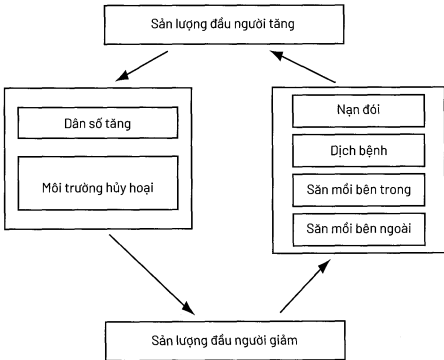 Sản lượng đầu người tăng
Dân số tăng
Môi trường hủy hoại
Nạn đói
Dịch bệnh
Săn mồi bên trong
Săn mồi bên ngoài
Sản lượng đầu người giảm